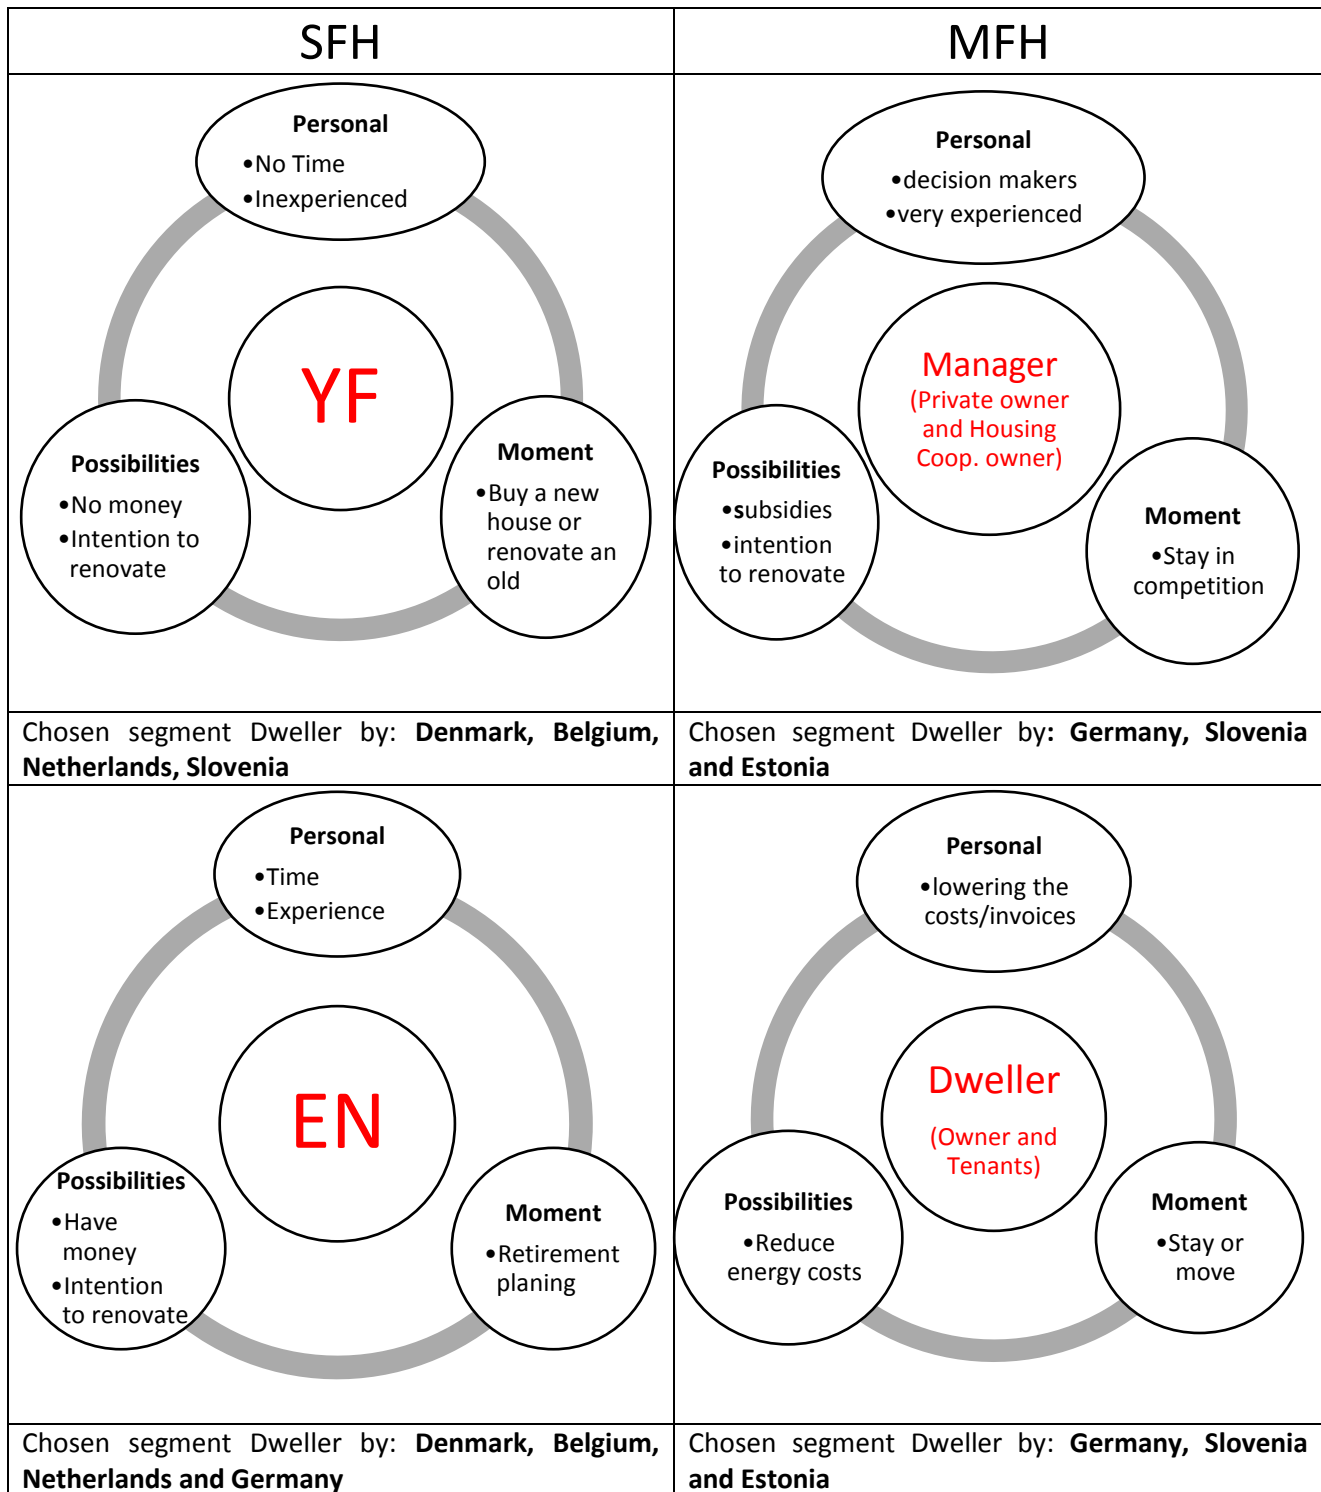 SFH
MFH
Personal
•No Time
•Inexperienced
YF
Possibilities
•No money
•Intention to
renovate
Moment
•Buy a new
house or
renovate an
old
Personal
•decision makers
•very experienced
Manager
(Private owner
and Housing
Coop. owner)
Possibilities
•subsidies
•intention
to renovate
Moment
•Stay in
competition
Chosen segment Dweller by: Denmark, Belgium,
Netherlands, Slovenia
Chosen segment Dweller by: Germany, Slovenia
and Estonia
Personal
•Time
•Experience
EN
Possibilities
•Have
money
•Intention
to renovate
Moment
•Retirement
planing
Personal
•lowering the
costs/invoices
Dweller
(Owner and
Tenants)
Possibilities
•Reduce
energy costs
Moment
•Stay or
move
Chosen segment Dweller by: Denmark, Belgium,
Netherlands and Germany
Chosen segment Dweller by: Germany, Slovenia
and Estonia